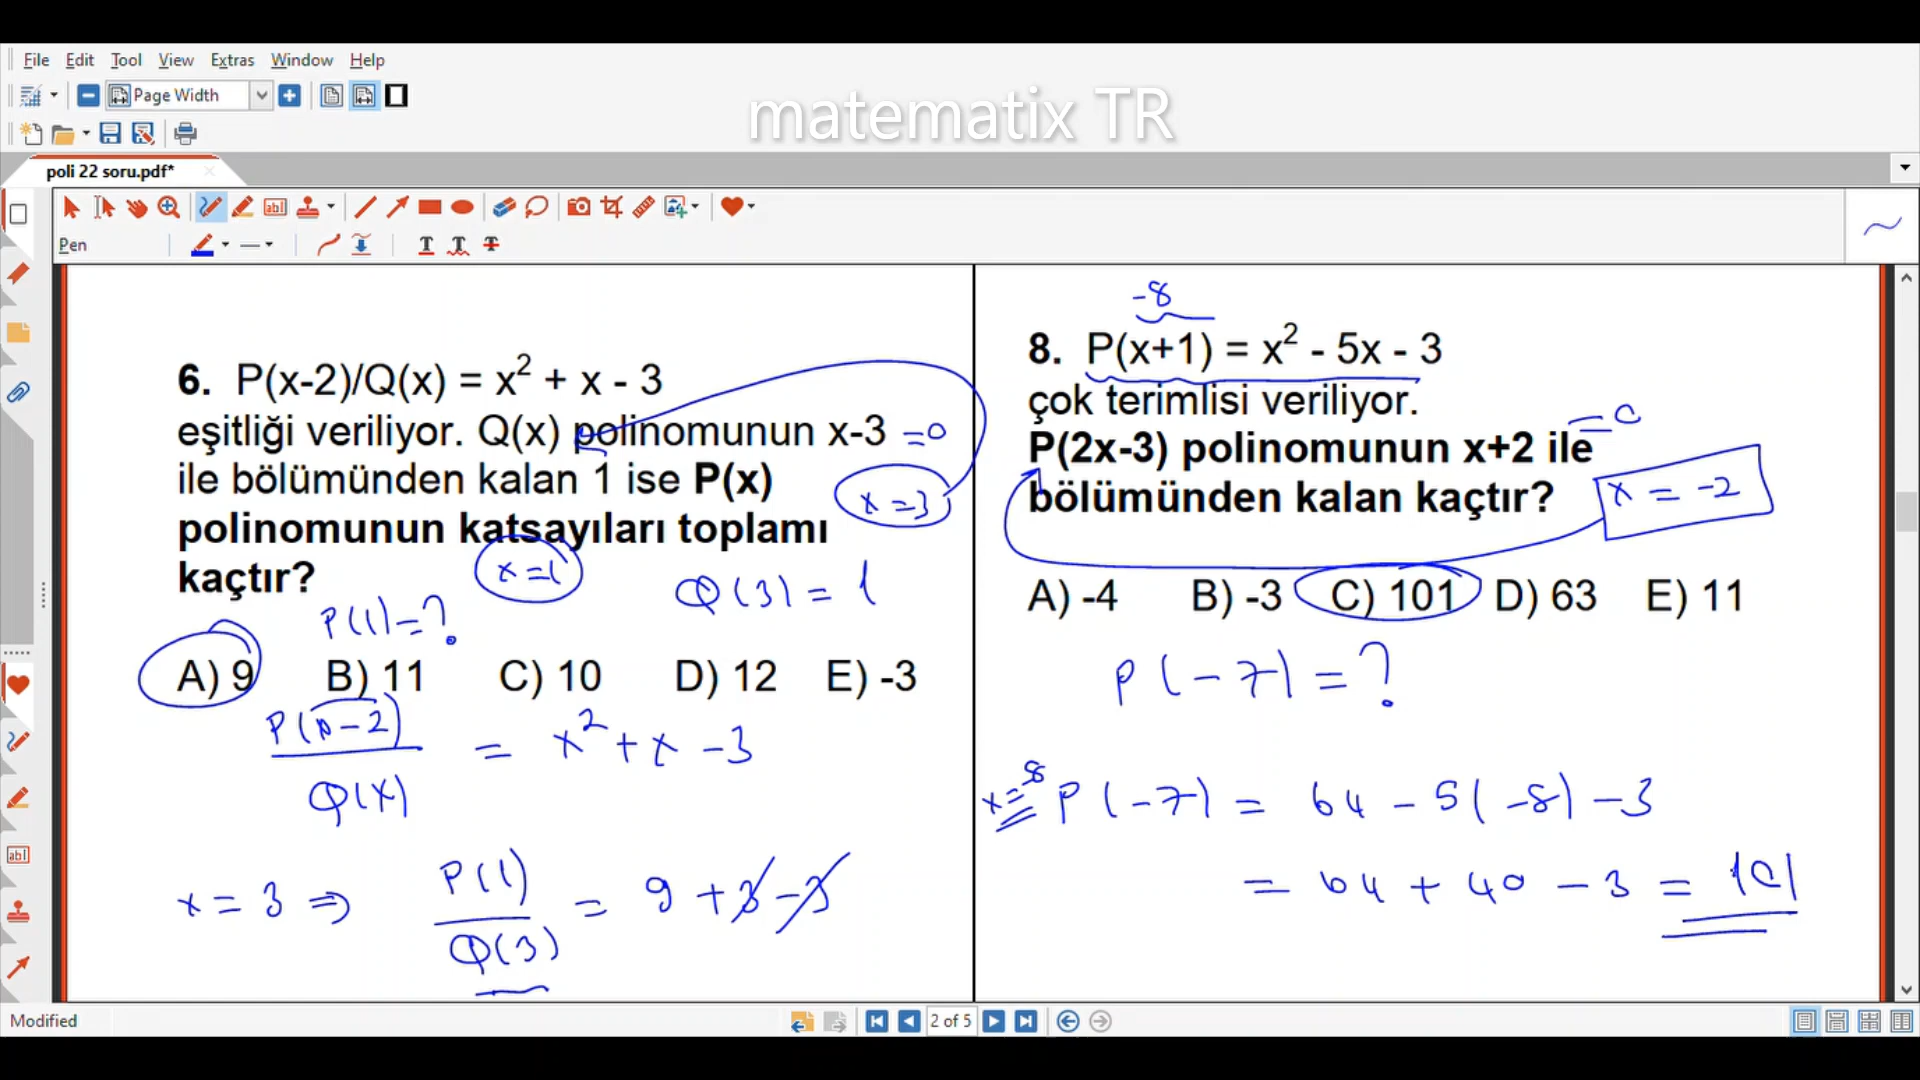 File Edit Tool View Extras Window Help
Page Width
matematix TR
poli 22 soru.pdf*
Pen
6. P(x-2)/Q(x) = x² + x - 3
eşitliği veriliyor. Q(x) polinomunun x-3 =0
ile bölümünden kalan 1 ise P(x)
x=3
polinomunun katsayıları toplamı
kaçtır?
x=1
Q(3) = 1
P(1)=?
A) 9 B) 11 C) 10 D) 12 E) -3
P(x-2)
Q(x)
= x² + x - 3
x = 3 ⇒
P(1)
Q(3)
= 9 + 3 - 3
-8
8. P(x+1) = x² - 5x - 3
çok terimlisi veriliyor.
=0
P(2x-3) polinomunun x+2 ile
bölümünden kalan kaçtır?
x = -2
A) -4 B) -3 C) 101 D) 63 E) 11
P(-7) = ?
x=-8 P(-7) = 64 - 5(-8) - 3
= 64 + 40 - 3 = 101
Modified
2 of 5